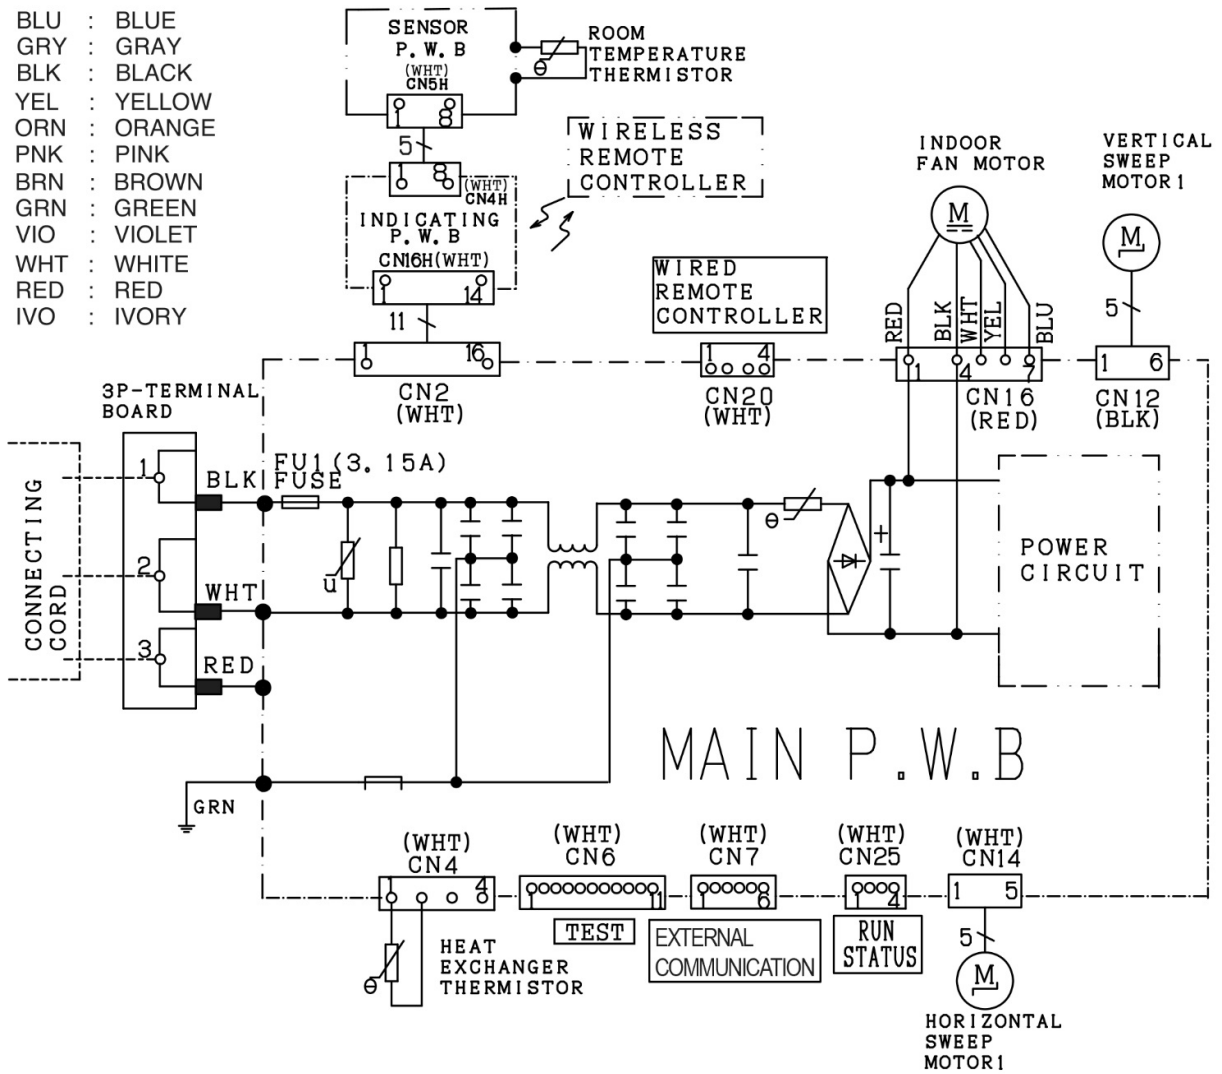 BLU : BLUE
GRY : GRAY
BLK : BLACK
YEL : YELLOW
ORN : ORANGE
PNK : PINK
BRN : BROWN
GRN : GREEN
VIO : VIOLET
WHT : WHITE
RED : RED
IVO : IVORY
SENSOR
P.W.B
(WHT)
CN5H
1 8
ROOM
TEMPERATURE
THERMISTOR
θ
5
1 8
(WHT)
CN4H
INDICATING
P.W.B
CN16H(WHT)
1 14
11
WIRELESS
REMOTE
CONTROLLER
WIRED
REMOTE
CONTROLLER
INDOOR
FAN MOTOR
M
VERTICAL
SWEEP
MOTOR1
M
5
RED
BLK
WHT
YEL
BLU
1 16
CN2
(WHT)
1 4
CN20
(WHT)
1 4 7
CN16
(RED)
1 6
CN12
(BLK)
3P-TERMINAL
BOARD
CONNECTING
CORD
1
2
3
BLK
WHT
RED
FU1(3.15A)
FUSE
u
θ
+
POWER
CIRCUIT
MAIN P.W.B
GRN
(WHT)
CN4
1 4
(WHT)
CN6
1 11
TEST
(WHT)
CN7
1 6
EXTERNAL
COMMUNICATION
(WHT)
CN25
1 4
RUN
STATUS
(WHT)
CN14
1 5
5
M
HORIZONTAL
SWEEP
MOTOR1
θ
HEAT
EXCHANGER
THERMISTOR